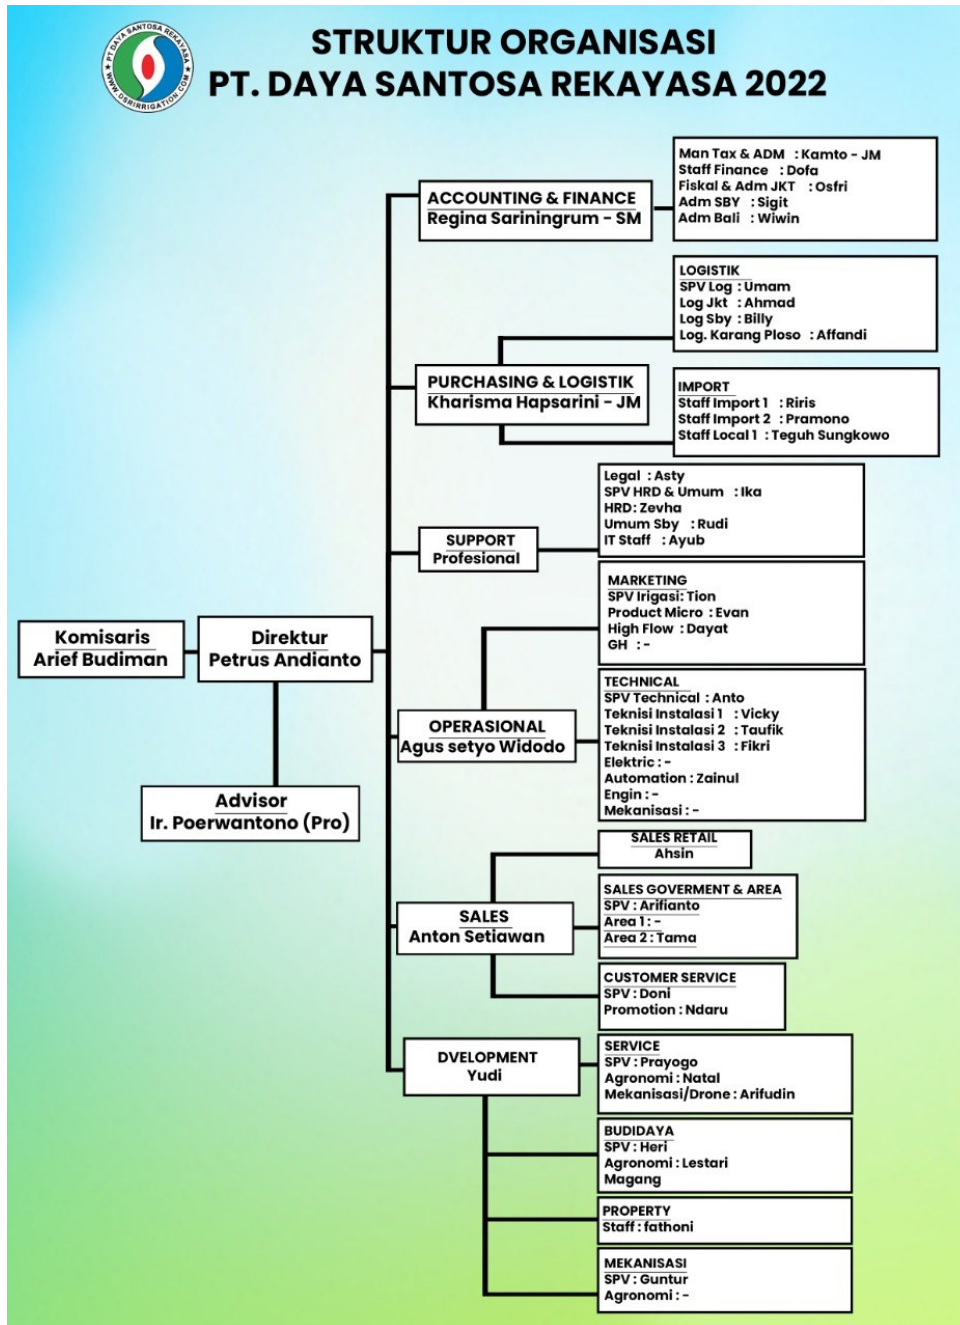 PT DAYA SANTOSA REKAYASA
WWW.DSRIRRIGATION.COM
STRUKTUR ORGANISASI
PT. DAYA SANTOSA REKAYASA 2022
Komisaris
Arief Budiman
Direktur
Petrus Andianto
Advisor
Ir. Poerwantono (Pro)
ACCOUNTING & FINANCE
Regina Sariningrum - SM
Man Tax & ADM : Kamto - JM
Staff Finance : Dofa
Fiskal & Adm JKT : Osfri
Adm SBY : Sigit
Adm Bali : Wiwin
PURCHASING & LOGISTIK
Kharisma Hapsarini - JM
LOGISTIK
SPV Log : Umam
Log Jkt : Ahmad
Log Sby : Billy
Log. Karang Ploso : Affandi
IMPORT
Staff Import 1 : Riris
Staff Import 2 : Pramono
Staff Local 1 : Teguh Sungkowo
SUPPORT
Profesional
Legal : Asty
SPV HRD & Umum : Ika
HRD: Zevha
Umum Sby : Rudi
IT Staff : Ayub
OPERASIONAL
Agus setyo Widodo
MARKETING
SPV Irigasi: Tion
Product Micro : Evan
High Flow : Dayat
GH : -
TECHNICAL
SPV Technical : Anto
Teknisi Instalasi 1 : Vicky
Teknisi Instalasi 2 : Taufik
Teknisi Instalasi 3 : Fikri
Elektric : -
Automation : Zainul
Engin : -
Mekanisasi : -
SALES
Anton Setiawan
SALES RETAIL
Ahsin
SALES GOVERMENT & AREA
SPV : Arifianto
Area 1 : -
Area 2 : Tama
CUSTOMER SERVICE
SPV : Doni
Promotion : Ndaru
DVELOPMENT
Yudi
SERVICE
SPV : Prayogo
Agronomi : Natal
Mekanisasi/Drone : Arifudin
BUDIDAYA
SPV : Heri
Agronomi : Lestari
Magang
PROPERTY
Staff : fathoni
MEKANISASI
SPV : Guntur
Agronomi : -